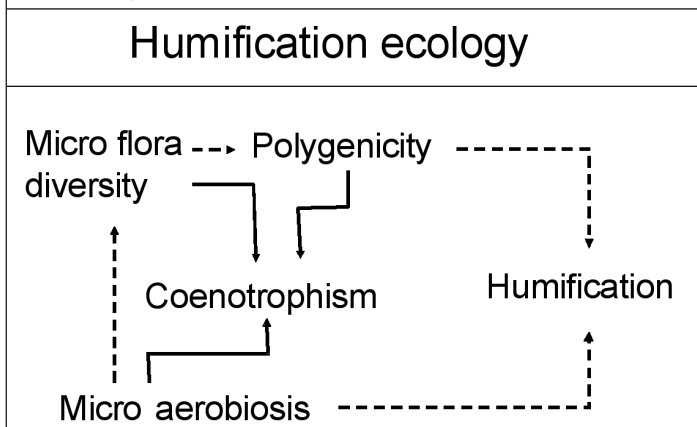 Humification ecology
Micro flora
diversity
Polygenicity
Coenotrophism
Humification
Micro aerobiosis